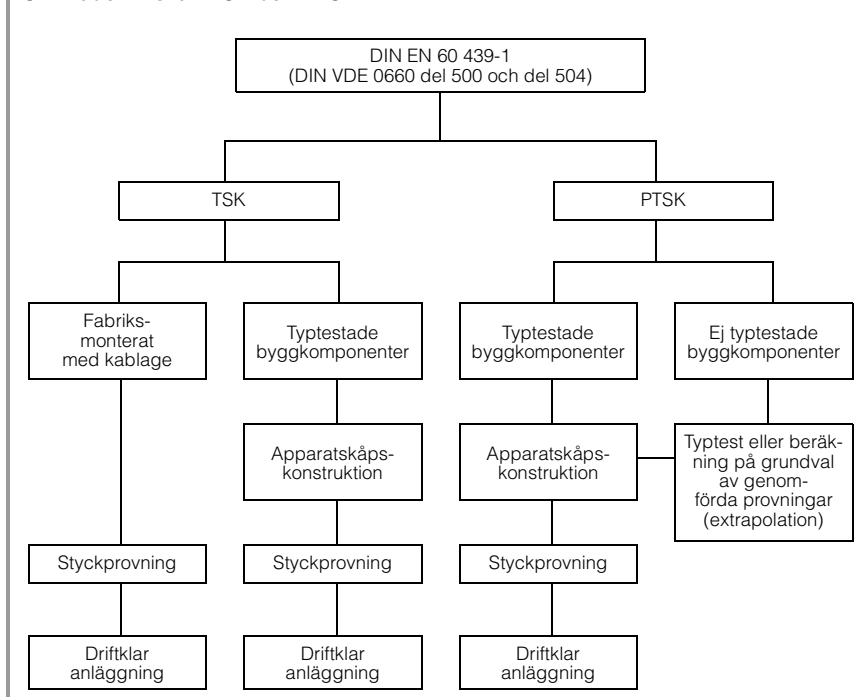 DIN EN 60 439-1
(DIN VDE 0660 del 500 och del 504)
TSK
PTSK
Fabriks-
monterat
med kablage
Typtestade
byggkomponenter
Typtestade
byggkomponenter
Ej typtestade
byggkomponenter
Apparatskåps-
konstruktion
Apparatskåps-
konstruktion
Typtest eller beräk-
ning på grundval
av genom-
förda provningar
(extrapolation)
Styckprovning
Styckprovning
Styckprovning
Driftklar
anläggning
Driftklar
anläggning
Driftklar
anläggning